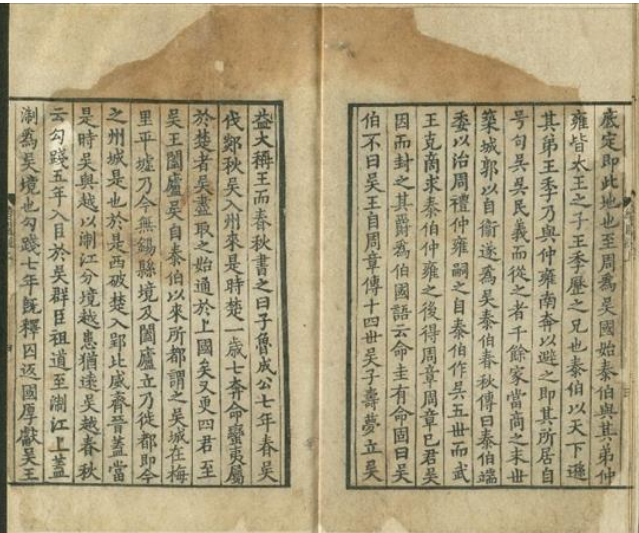 底定即此地也至周爲吳國始泰伯與其弟仲
雍皆太王之子王季歷之兄也泰伯以天下遜
其弟王季乃與仲雍南奔以避之即其所居自
号句吳吳民義而從之者千餘家當商之末世
築城郭以自衛遂爲吳泰伯春秋傳曰泰伯端
委以治周禮仲雍嗣之自泰伯作吳五世而武
王克商求泰伯仲雍之後得周章周章已君吳
因而封之其爵爲伯國語云命圭有命固曰吳
伯不曰吳王自周章傳十四世吳子壽夢立吳
益大稱王而春秋書之曰子魯成公七年春吳
伐郯秋吳入州來是時楚一歲七奔命蠻夷屬
於楚者吳盡取之始通於上國矣又更四君至
吳王闔廬吳自泰伯以來所都謂之吳城在梅
里平墟乃今無錫縣境及闔廬立乃徙都即今
之州城是也於是西破楚入郢北威齊晉蓋當
是時吳與越以淛江分境越悉猶遠吳越春秋
云勾踐五年入臣於吳群臣祖道至淛江上蓋
淛爲吳境也勾踐七年既釋囚返國厚獻吳王